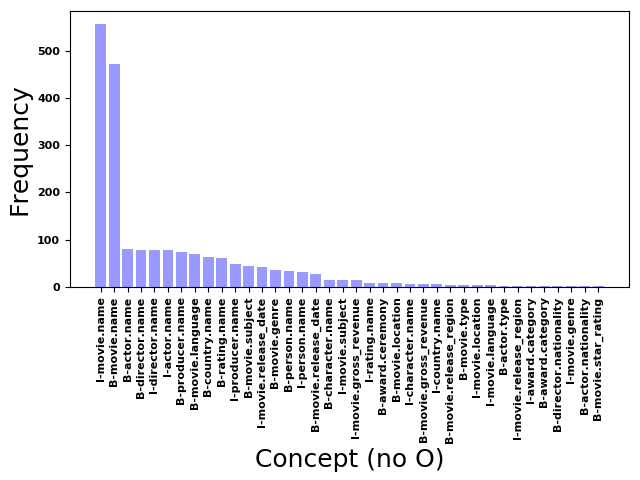 Frequency
500
400
300
200
100
0
I-movie.name
B-movie.name
B-actor.name
B-director.name
I-director.name
I-actor.name
B-producer.name
B-movie.language
B-country.name
B-rating.name
I-producer.name
B-movie.subject
I-movie.release_date
B-movie.genre
B-person.name
I-person.name
B-movie.release_date
B-character.name
I-movie.subject
I-movie.gross_revenue
I-rating.name
B-award.ceremony
B-movie.location
I-character.name
B-movie.gross_revenue
I-country.name
B-movie.release_region
B-movie.type
I-movie.location
I-movie.language
B-actor.type
I-movie.release_region
I-award.category
B-award.category
B-director.nationality
I-movie.genre
B-actor.nationality
B-movie.star_rating
Concept (no O)